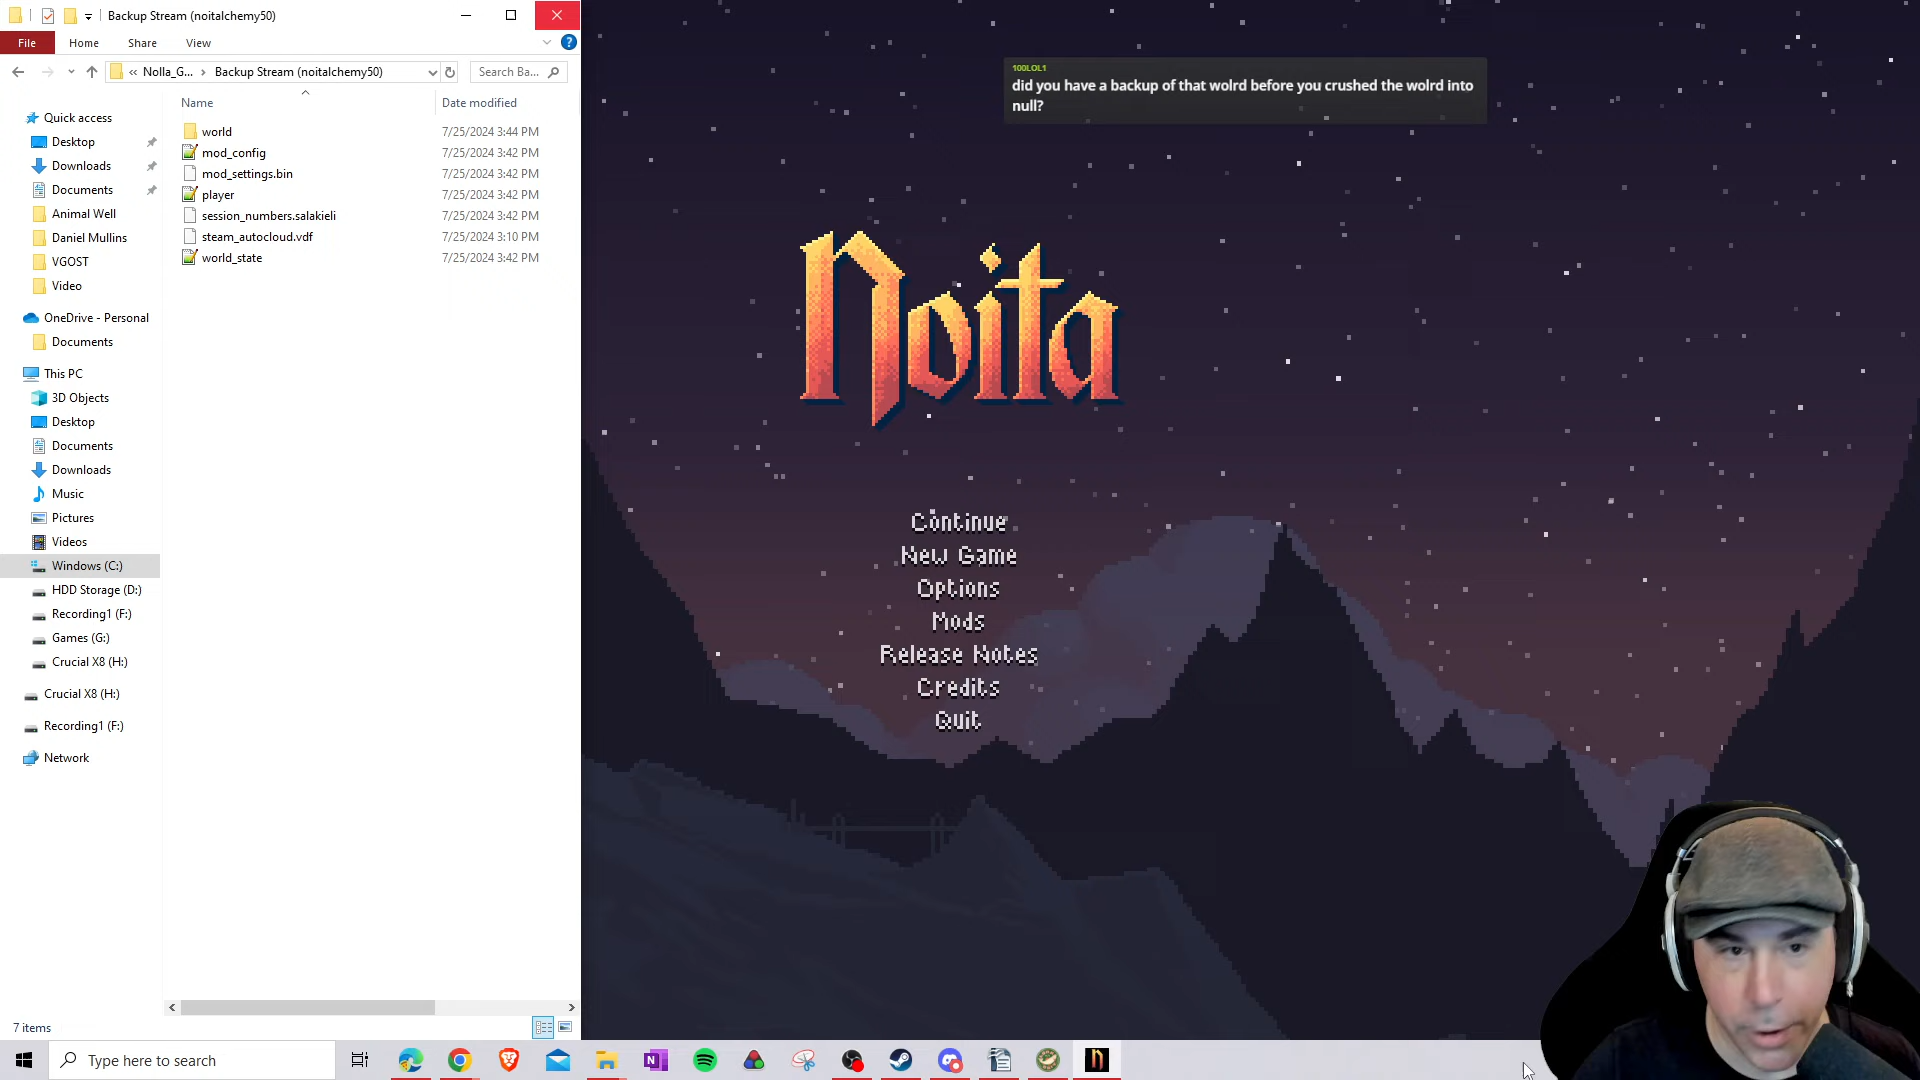 Backup Stream (noitalchemy50)
File
Home
Share
View
?
« Nolla_G... › Backup Stream (noitalchemy50)
Search Ba...
Name
Date modified
world
7/25/2024 3:44 PM
mod_config
7/25/2024 3:42 PM
mod_settings.bin
7/25/2024 3:42 PM
player
7/25/2024 3:42 PM
session_numbers.salakieli
7/25/2024 3:42 PM
steam_autocloud.vdf
7/25/2024 3:10 PM
world_state
7/25/2024 3:42 PM
Quick access
Desktop
Downloads
Documents
Animal Well
Daniel Mullins
VGOST
Video
OneDrive - Personal
Documents
This PC
3D Objects
Desktop
Documents
Downloads
Music
Pictures
Videos
Windows (C:)
HDD Storage (D:)
Recording1 (F:)
Games (G:)
Crucial X8 (H:)
Crucial X8 (H:)
Recording1 (F:)
Network
7 items
100LOL1
did you have a backup of that wolrd before you crushed the wolrd into
null?
Noita
Continue
New Game
Options
Mods
Release Notes
Credits
Quit
Type here to search